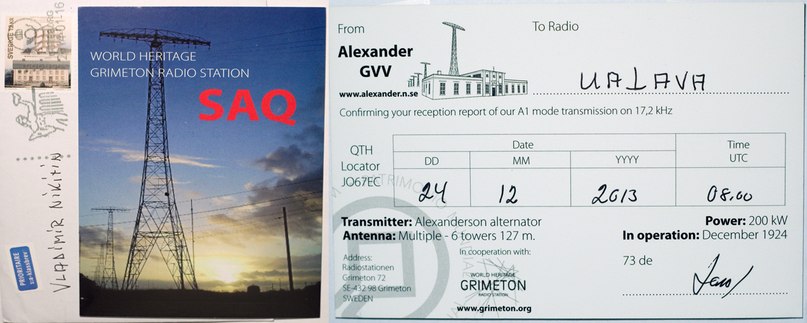 SVERIGE
WORLD HERITAGE
GRIMETON RADIO STATION
SAQ
VLADIMIR NIKITIN
PRIORITAIRE
From
To Radio
Alexander
GVV
www.alexander.n.se
UA1AVA
Confirming your reception report of our A1 mode transmission on 17,2 kHz
QTH
Locator
JO67EC
Date
Time
DD
MM
YYYY
UTC
24
12
2013
08.00
Transmitter: Alexanderson alternator
Power: 200 kW
Antenna: Multiple - 6 towers 127 m.
In operation: December 1924
Address:
Radiostationen
Grimeton 72
SE-432 98 Grimeton
SWEDEN
In cooperation with:
WORLD HERITAGE
GRIMETON
RADIO STATION
www.grimeton.org
73 de